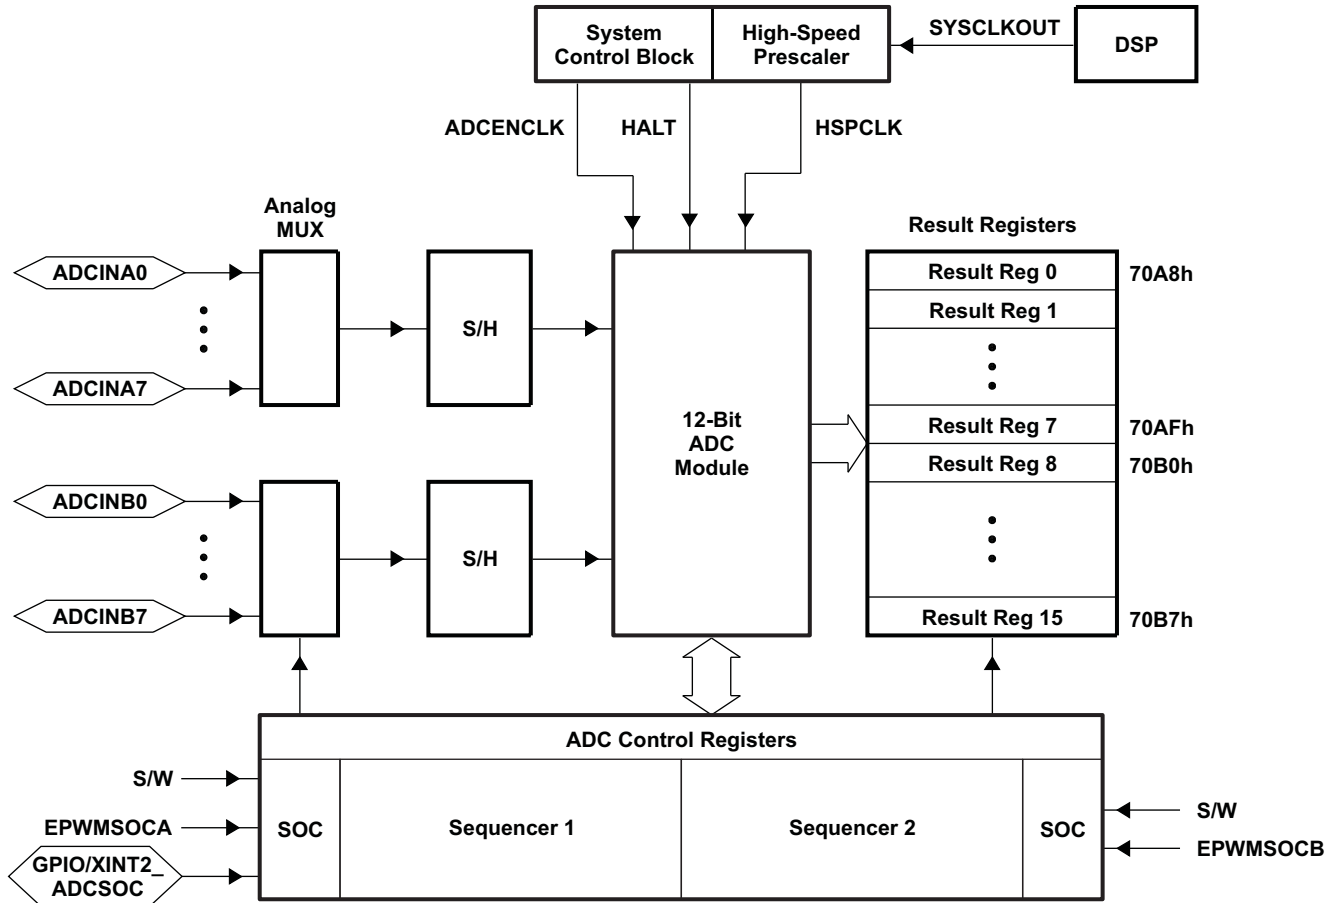 System
Control Block
High-Speed
Prescaler
SYSCLKOUT
DSP
ADCENCLK
HALT
HSPCLK
Analog
MUX
Result Registers
ADCINA0
S/H
ADCINA7
Result Reg 0
70A8h
Result Reg 1
12-Bit
ADC
Module
Result Reg 7
70AFh
Result Reg 8
70B0h
ADCINB0
S/H
ADCINB7
Result Reg 15
70B7h
ADC Control Registers
S/W
EPWMSOCA
GPIO/XINT2_
ADCSOC
SOC
Sequencer 1
Sequencer 2
SOC
S/W
EPWMSOCB